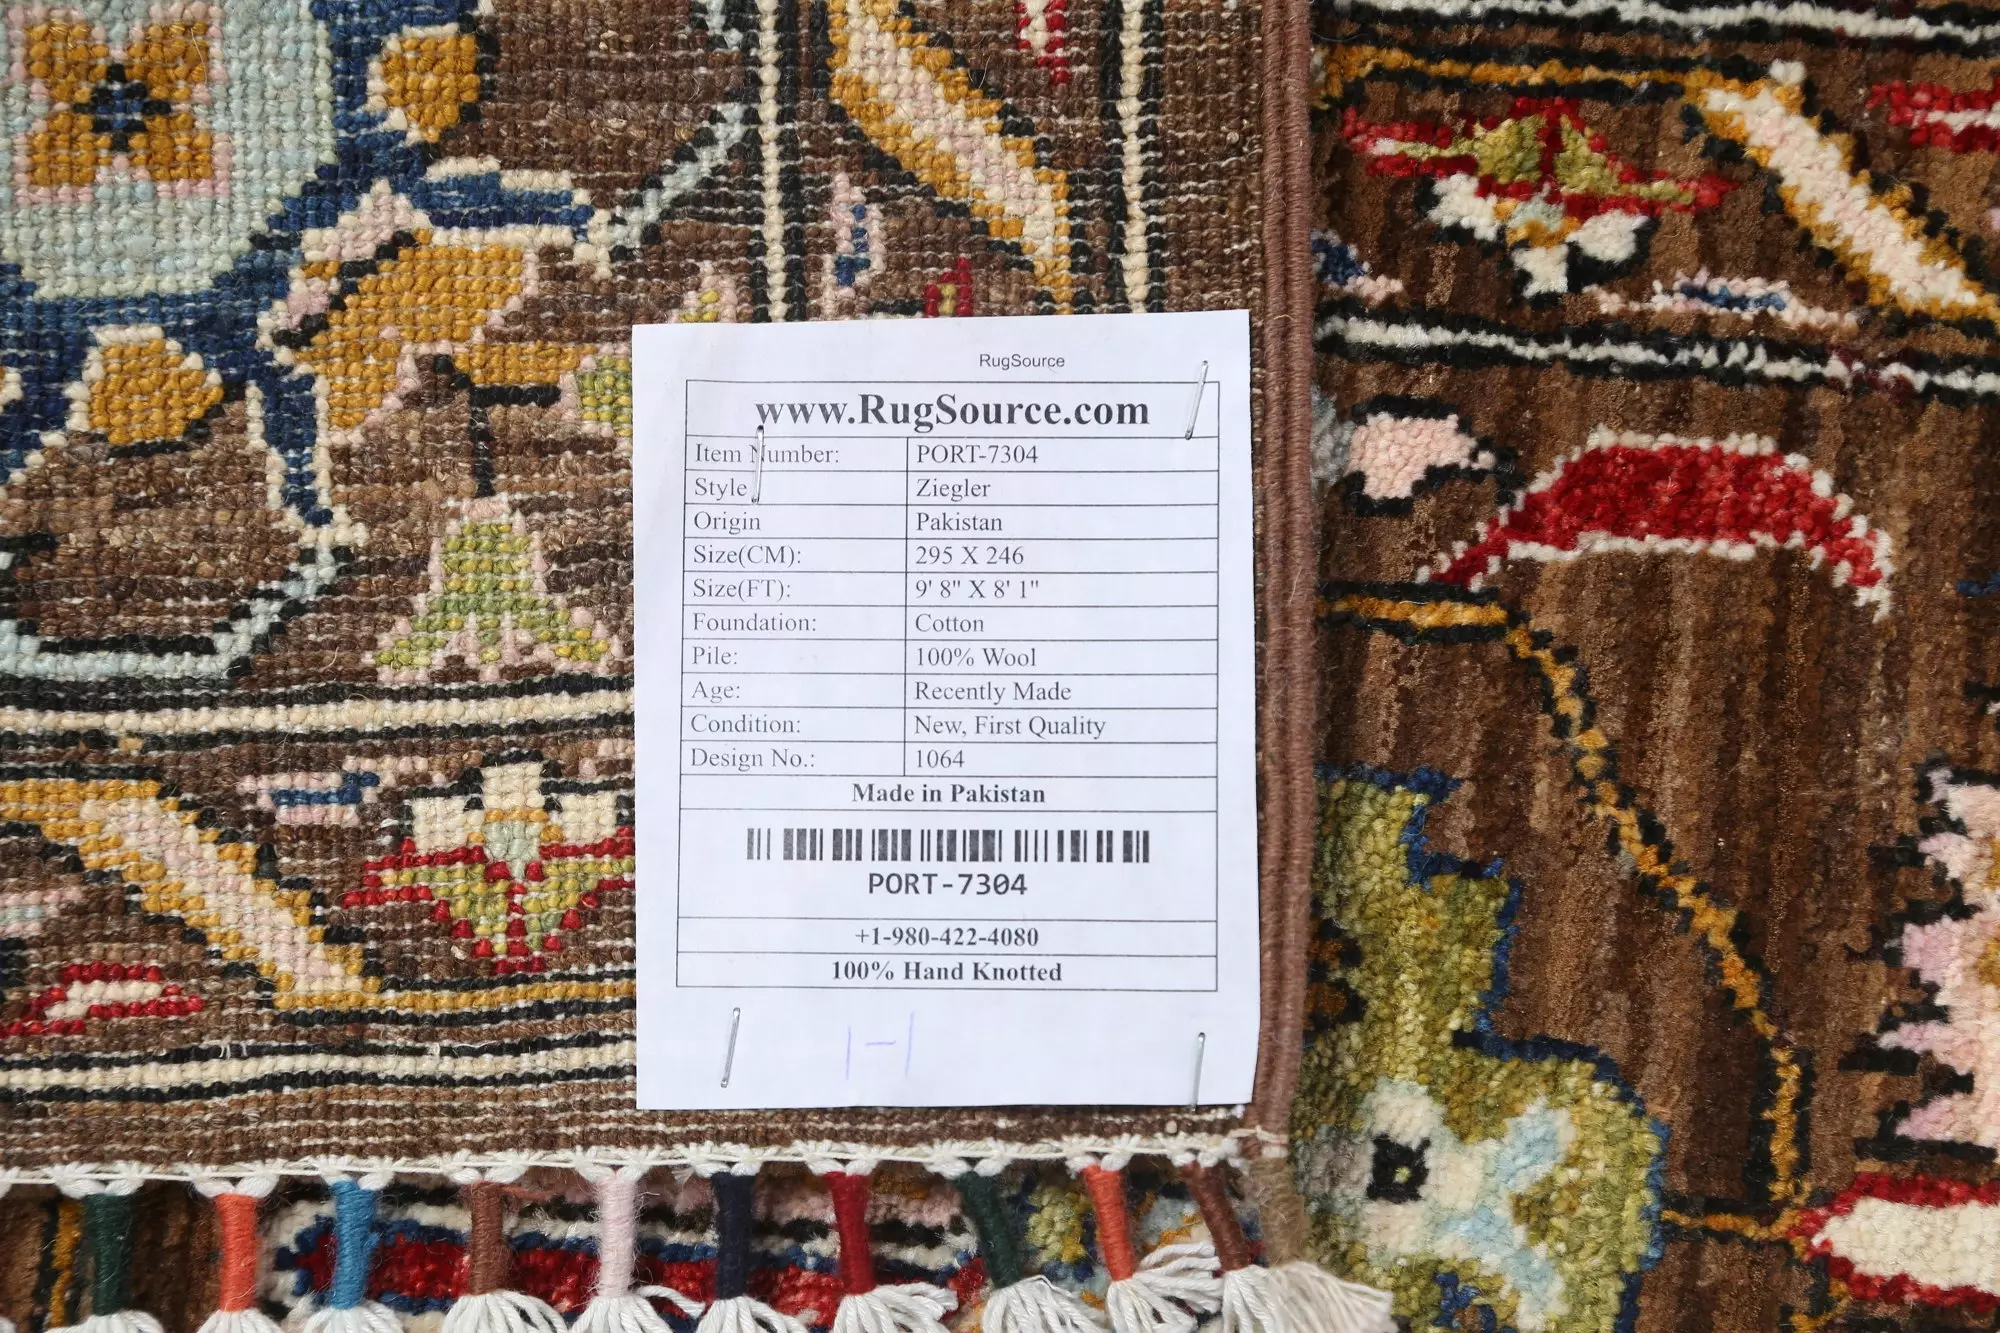 RugSource
www.RugSource.com
Item Number: PORT-7304
Style Ziegler
Origin Pakistan
Size(CM): 295 X 246
Size(FT): 9' 8" X 8' 1"
Foundation: Cotton
Pile: 100% Wool
Age: Recently Made
Condition: New, First Quality
Design No.: 1064
Made in Pakistan
PORT-7304
+1-980-422-4080
100% Hand Knotted
1-1